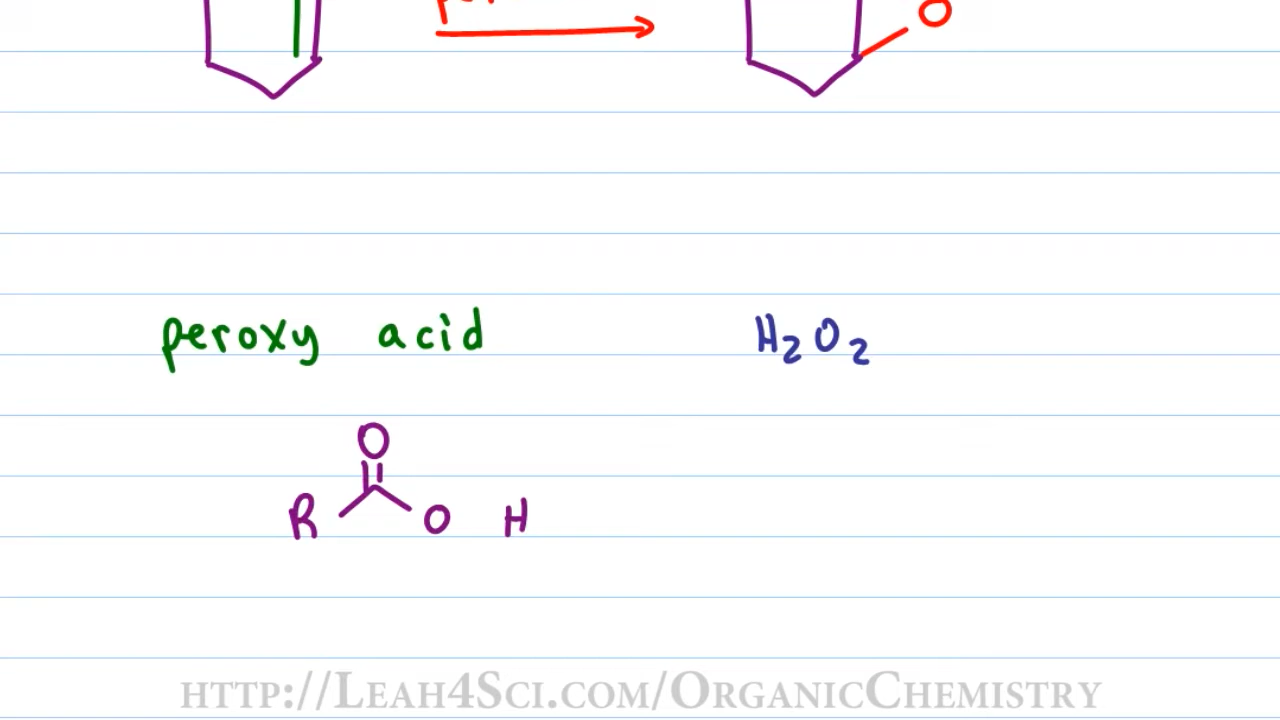 O
peroxy acid H₂O₂
O
R O H
http://Leah4Sci.com/OrganicChemistry